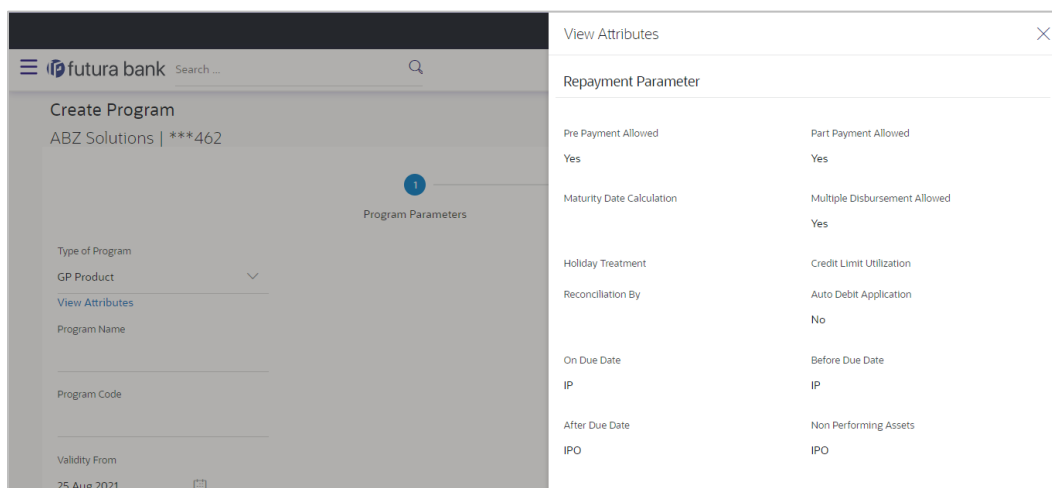 futura bank Search ...
Create Program
ABZ Solutions | ***462
1
Program Parameters
Type of Program
GP Product
View Attributes
Program Name
Program Code
Validity From
25 Aug 2021
View Attributes
Repayment Parameter
Pre Payment Allowed Part Payment Allowed
Yes Yes
Maturity Date Calculation Multiple Disbursement Allowed
Yes
Holiday Treatment Credit Limit Utilization
Reconciliation By Auto Debit Application
No
On Due Date Before Due Date
IP IP
After Due Date Non Performing Assets
IPO IPO